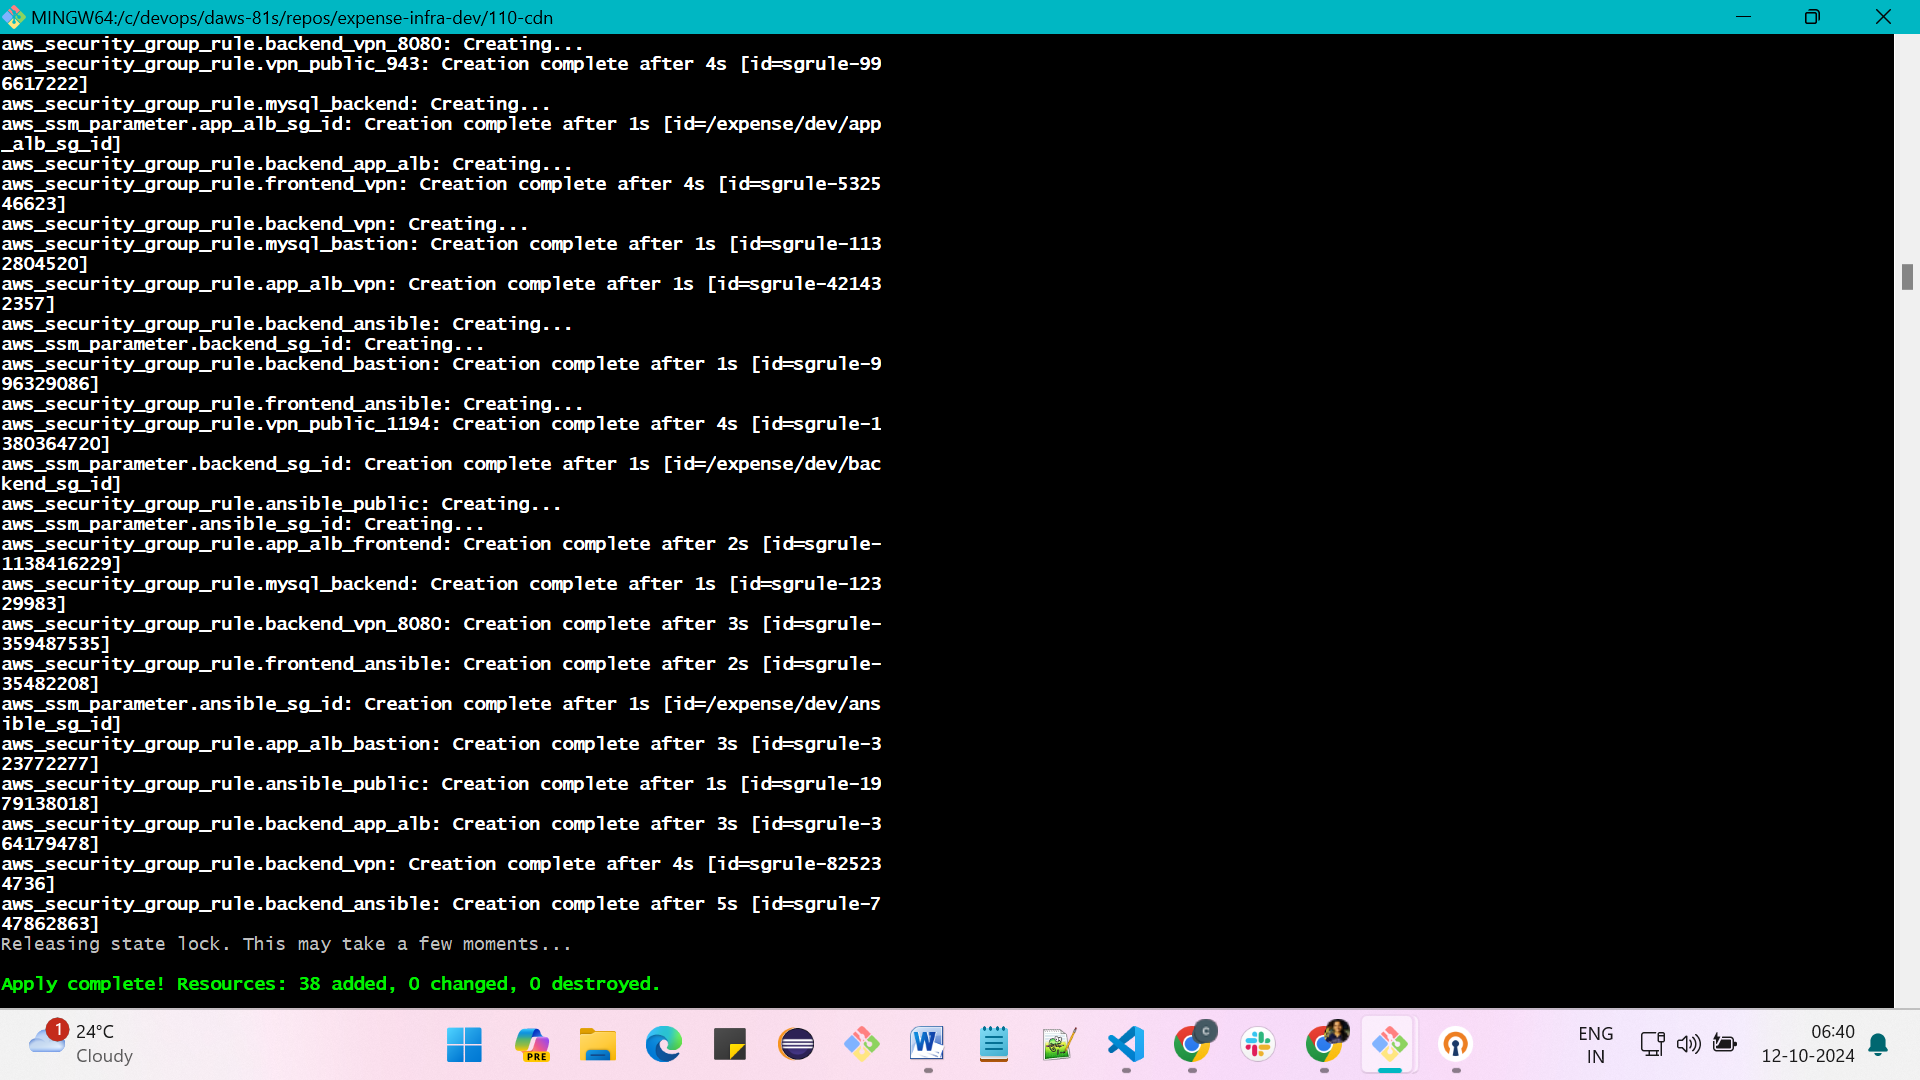 MINGW64:/c/devops/daws-81s/repos/expense-infra-dev/110-cdn
aws_security_group_rule.backend_vpn_8080: Creating...
aws_security_group_rule.vpn_public_943: Creation complete after 4s [id=sgrule-99
6617222]
aws_security_group_rule.mysql_backend: Creating...
aws_ssm_parameter.app_alb_sg_id: Creation complete after 1s [id=/expense/dev/app
_alb_sg_id]
aws_security_group_rule.backend_app_alb: Creating...
aws_security_group_rule.frontend_vpn: Creation complete after 4s [id=sgrule-5325
46623]
aws_security_group_rule.backend_vpn: Creating...
aws_security_group_rule.mysql_bastion: Creation complete after 1s [id=sgrule-113
2804520]
aws_security_group_rule.app_alb_vpn: Creation complete after 1s [id=sgrule-42143
2357]
aws_security_group_rule.backend_ansible: Creating...
aws_ssm_parameter.backend_sg_id: Creating...
aws_security_group_rule.backend_bastion: Creation complete after 1s [id=sgrule-9
96329086]
aws_security_group_rule.frontend_ansible: Creating...
aws_security_group_rule.vpn_public_1194: Creation complete after 4s [id=sgrule-1
380364720]
aws_ssm_parameter.backend_sg_id: Creation complete after 1s [id=/expense/dev/bac
kend_sg_id]
aws_security_group_rule.ansible_public: Creating...
aws_ssm_parameter.ansible_sg_id: Creating...
aws_security_group_rule.app_alb_frontend: Creation complete after 2s [id=sgrule-
1138416229]
aws_security_group_rule.mysql_backend: Creation complete after 1s [id=sgrule-123
29983]
aws_security_group_rule.backend_vpn_8080: Creation complete after 3s [id=sgrule-
359487535]
aws_security_group_rule.frontend_ansible: Creation complete after 2s [id=sgrule-
35482208]
aws_ssm_parameter.ansible_sg_id: Creation complete after 1s [id=/expense/dev/ans
ible_sg_id]
aws_security_group_rule.app_alb_bastion: Creation complete after 3s [id=sgrule-3
23772277]
aws_security_group_rule.ansible_public: Creation complete after 1s [id=sgrule-19
79138018]
aws_security_group_rule.backend_app_alb: Creation complete after 3s [id=sgrule-3
64179478]
aws_security_group_rule.backend_vpn: Creation complete after 4s [id=sgrule-82523
4736]
aws_security_group_rule.backend_ansible: Creation complete after 5s [id=sgrule-7
47862863]
Releasing state lock. This may take a few moments...
Apply complete! Resources: 38 added, 0 changed, 0 destroyed.
1
24°C
Cloudy
PRE
W
c
ENG
IN
06:40
12-10-2024